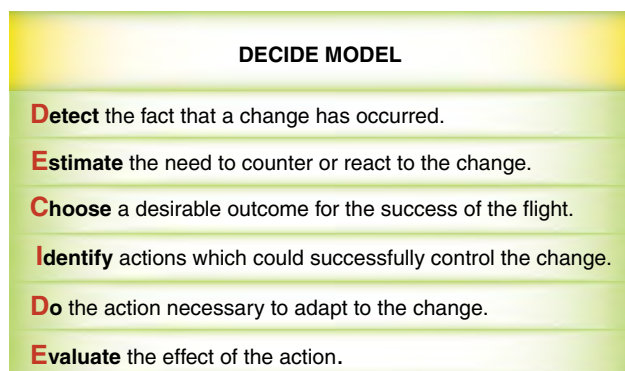 DECIDE MODEL
Detect the fact that a change has occurred.
Estimate the need to counter or react to the change.
Choose a desirable outcome for the success of the flight.
Identify actions which could successfully control the change.
Do the action necessary to adapt to the change.
Evaluate the effect of the action.